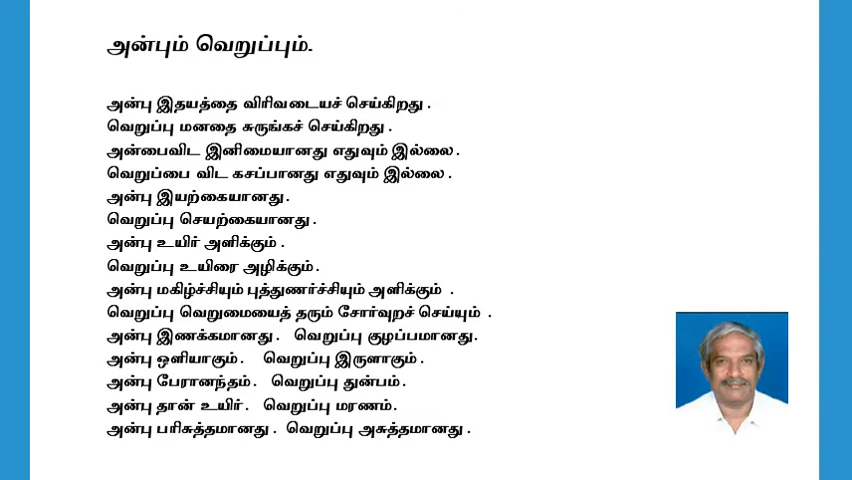 அன்பும் வெறுப்பும்.
அன்பு இதயத்தை விரிவடையச் செய்கிறது .
வெறுப்பு மனதை சுருங்கச் செய்கிறது .
அன்பைவிட இனிமையானது எதுவும் இல்லை .
வெறுப்பை விட கசப்பானது எதுவும் இல்லை .
அன்பு இயற்கையானது .
வெறுப்பு செயற்கையானது .
அன்பு உயிர் அளிக்கும் .
வெறுப்பு உயிரை அழிக்கும் .
அன்பு மகிழ்ச்சியும் புத்துணர்ச்சியும் அளிக்கும் .
வெறுப்பு வெறுமையைத் தரும் சோர்வுறச் செய்யும் .
அன்பு இணக்கமானது . வெறுப்பு குழப்பமானது.
அன்பு ஒளியாகும் . வெறுப்பு இருளாகும் .
அன்பு பேரானந்தம் . வெறுப்பு துன்பம் .
அன்பு தான் உயிர் . வெறுப்பு மரணம் .
அன்பு பரிசுத்தமானது . வெறுப்பு அசுத்தமானது .